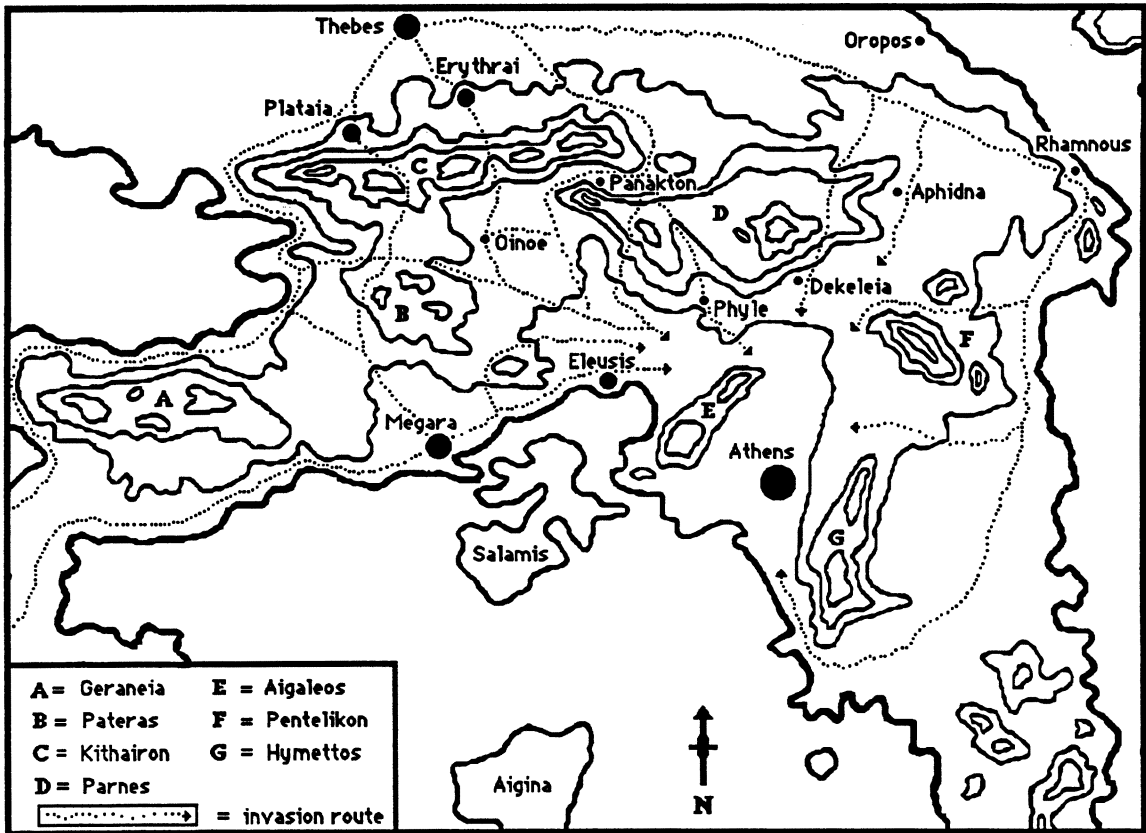 Thebes
Oropos
Erythrai
Plataia
Rhamnous
C
Panakton
Aphidna
D
Oinoe
Dekeleia
B
Phyle
F
Eleusis
A
E
Megara
Athens
G
Salamis
A = Geraneia
E = Aigaleos
B = Pateras
F = Pentelikon
C = Kithairon
G = Hymettos
D = Parnes
= invasion route
Aigina
N